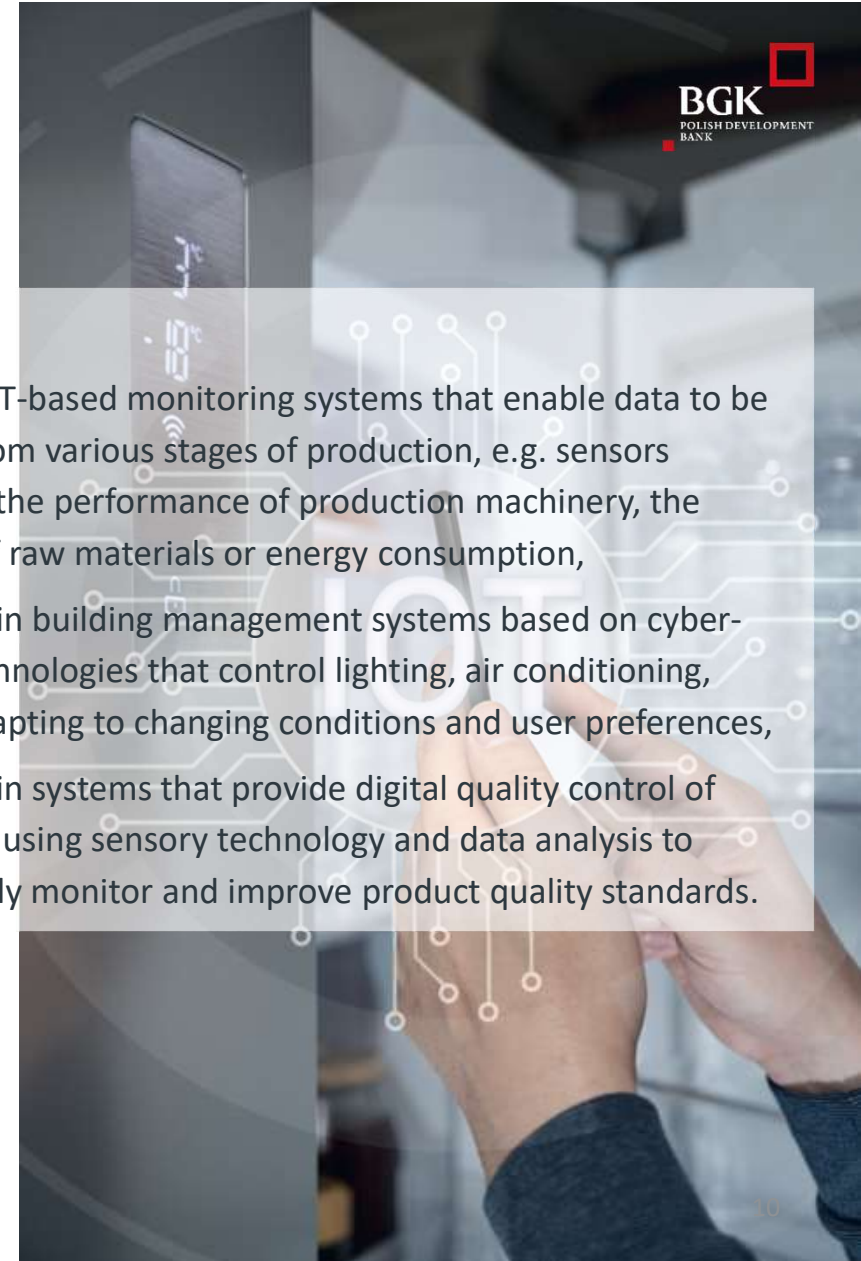 BGK
POLISH DEVELOPMENT
BANK
T-based monitoring systems that enable data to be
om various stages of production, e.g. sensors
the performance of production machinery, the
raw materials or energy consumption,
in building management systems based on cyber-
hnologies that control lighting, air conditioning,
apting to changing conditions and user preferences,
in systems that provide digital quality control of
using sensory technology and data analysis to
ly monitor and improve product quality standards.
IOT
10